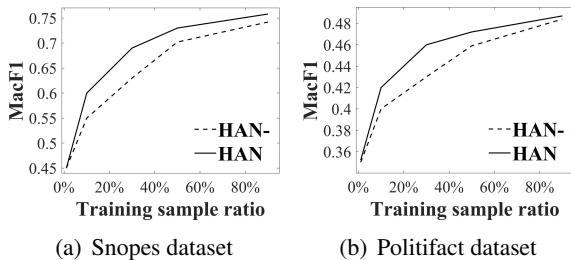 0.75
0.7
0.65
0.6
0.55
0.5
0.45
MacF1
HAN-
HAN
0% 20% 40% 60% 80%
Training sample ratio
(a) Snopes dataset
0.48
0.46
0.44
0.42
0.4
0.38
0.36
MacF1
HAN-
HAN
0% 20% 40% 60% 80%
Training sample ratio
(b) Politifact dataset